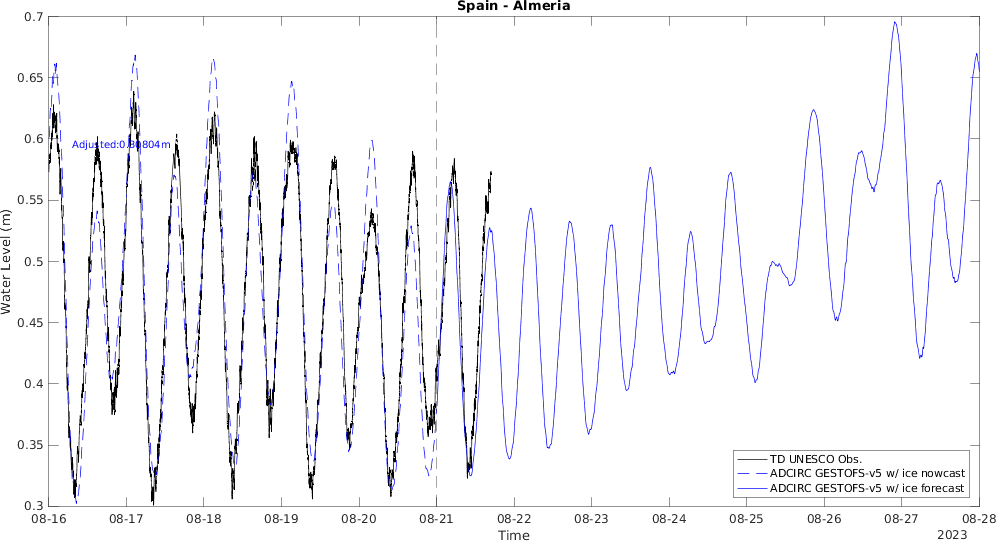 Spain - Almeria
Water Level (m)
0.7
0.65
0.6
0.55
0.5
0.45
0.4
0.35
0.3
08-16 08-17 08-18 08-19 08-20 08-21 08-22 08-23 08-24 08-25 08-26 08-27 08-28
Time
2023
TD UNESCO Obs.
ADCIRC GESTOFS-v5 w/ ice nowcast
ADCIRC GESTOFS-v5 w/ ice forecast